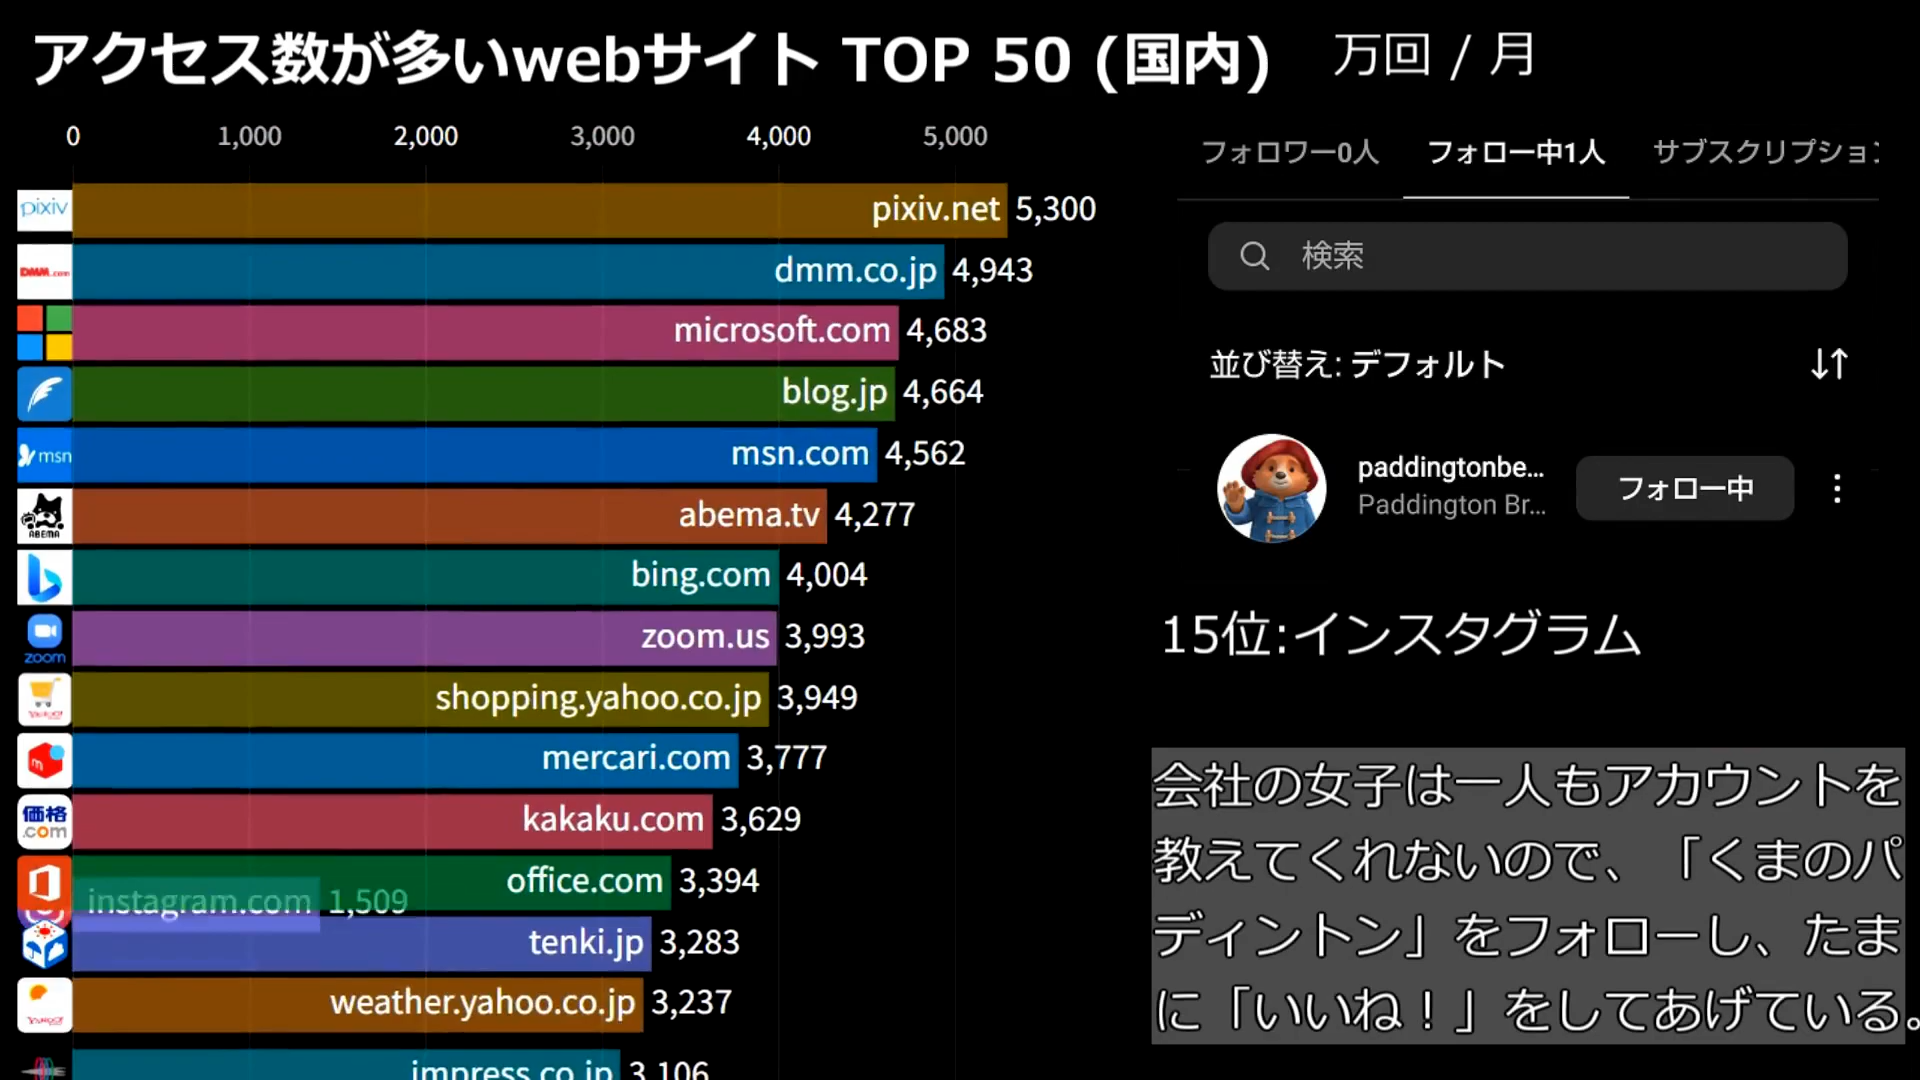 アクセス数が多いwebサイト TOP 50 (国内) 万回 / 月
0 1,000 2,000 3,000 4,000 5,000
pixiv pixiv.net 5,300
DMM.com dmm.co.jp 4,943
microsoft.com 4,683
blog.jp 4,664
msn msn.com 4,562
ABEMA abema.tv 4,277
bing.com 4,004
zoom zoom.us 3,993
YAHOO! shopping.yahoo.co.jp 3,949
m mercari.com 3,777
価格.com kakaku.com 3,629
office.com 3,394
instagram.com 1,509
tenki.jp 3,283
YAHOO! weather.yahoo.co.jp 3,237
impress.co.jp 3,106
フォロワー0人 フォロー中1人 サブスクリプション
検索
並び替え: デフォルト
paddingtonbe... フォロー中
Paddington Br...
15位:インスタグラム
会社の女子は一人もアカウントを
教えてくれないので、「くまのパ
ディントン」をフォローし、たま
に「いいね！」をしてあげている。